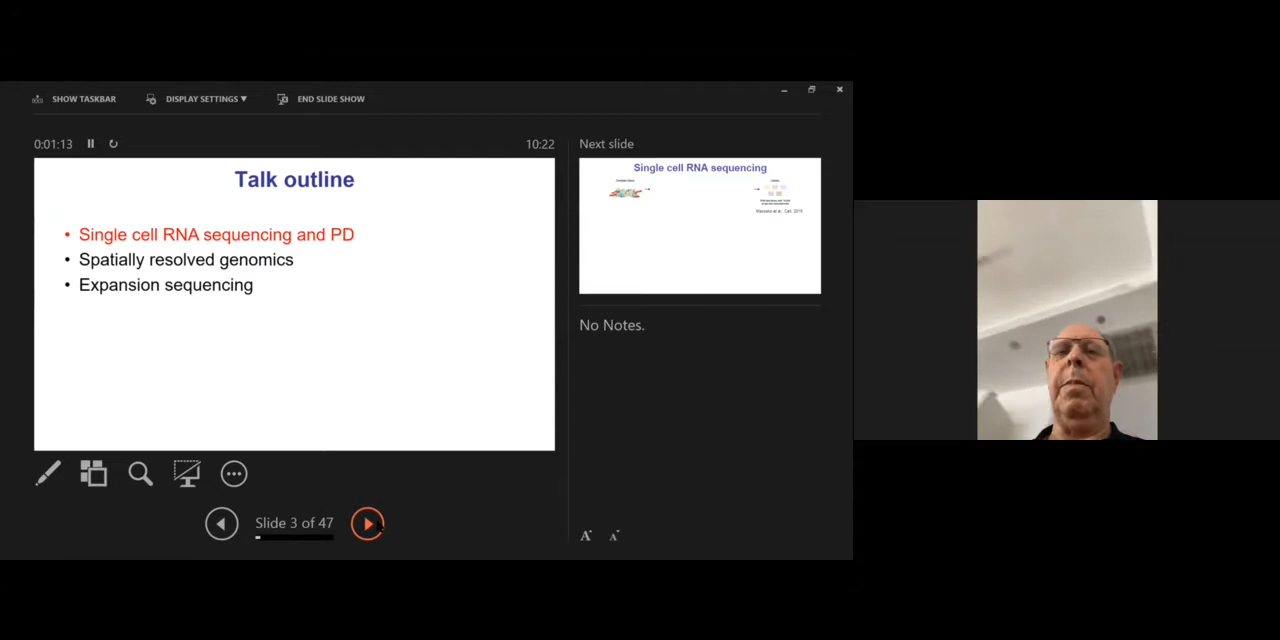 SHOW TASKBAR
DISPLAY SETTINGS ▼
END SLIDE SHOW
0:01:13
10:22
Next slide
Talk outline
• Single cell RNA sequencing and PD
• Spatially resolved genomics
• Expansion sequencing
Single cell RNA sequencing
No Notes.
Slide 3 of 47
A A